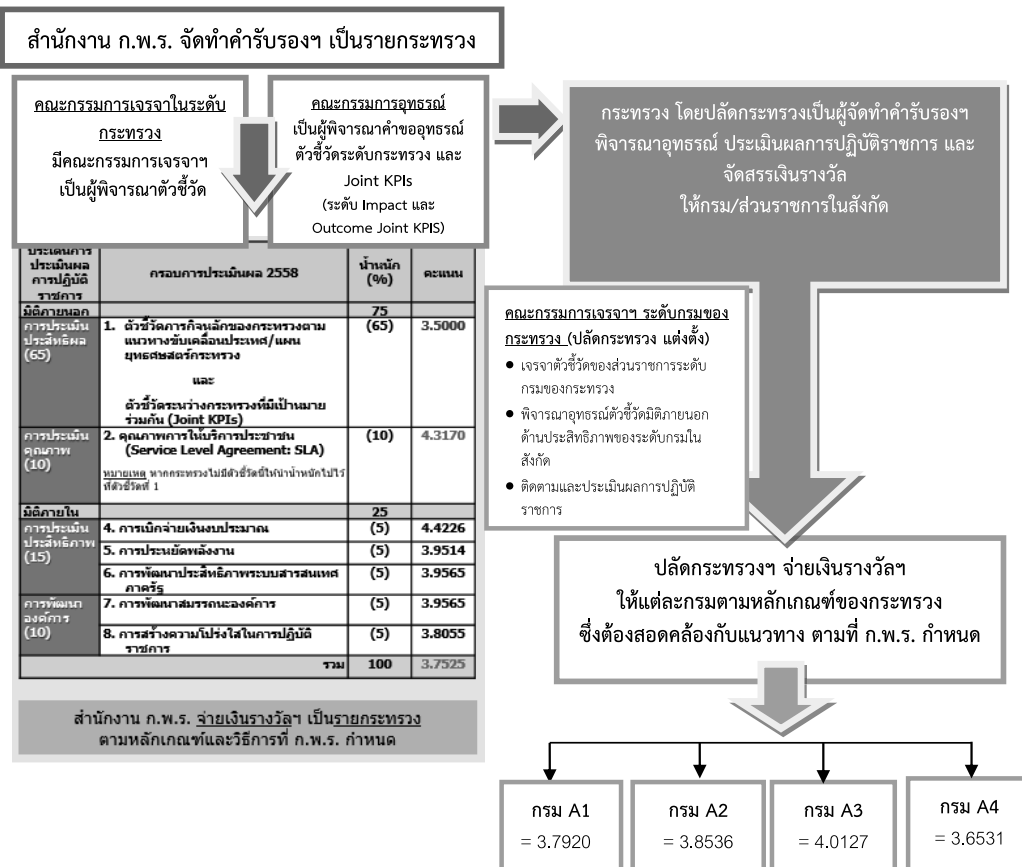 สำนักงาน ก.พ.ร. จัดทำคำรับรองฯ เป็นรายกระทรวง
คณะกรรมการเจรจาในระดับ
กระทรวง
มีคณะกรรมการเจรจาฯ
เป็นผู้พิจารณาตัวชี้วัด
คณะกรรมการอุทธรณ์
เป็นผู้พิจารณาคำขออุทธรณ์
ตัวชี้วัดระดับกระทรวง และ
Joint KPIs
(ระดับ Impact และ
Outcome Joint KPIS)
กระทรวง โดยปลัดกระทรวงเป็นผู้จัดทำคำรับรองฯ
พิจารณาอุทธรณ์ ประเมินผลการปฏิบัติราชการ และ
จัดสรรเงินรางวัล
ให้กรม/ส่วนราชการในสังกัด
ประเด็นการ
ประเมินผล
การปฏิบัติ
ราชการ
กรอบการประเมินผล 2558
น้ำหนัก
(%)
คะแนน
มิติภายนอก 75
การประเมิน
ประสิทธิผล
(65)
1. ตัวชี้วัดภารกิจหลักของกระทรวงตาม
แนวทางขับเคลื่อนประเทศ/แผน
ยุทธศาสตร์กระทรวง
และ
ตัวชี้วัดระหว่างกระทรวงที่มีเป้าหมาย
ร่วมกัน (Joint KPIs)
(65) 3.5000
การประเมิน
คุณภาพ
(10)
2. คุณภาพการให้บริการประชาชน
(Service Level Agreement: SLA)
หมายเหตุ หากกระทรวงไม่มีตัวชี้วัดนี้ให้นำน้ำหนักไปไว้
ที่ตัวชี้วัดที่ 1
(10) 4.3170
มิติภายใน 25
การประเมิน
ประสิทธิภาพ
(15)
4. การเบิกจ่ายเงินงบประมาณ (5) 4.4226
5. การประหยัดพลังงาน (5) 3.9514
6. การพัฒนาประสิทธิภาพระบบสารสนเทศ
ภาครัฐ
(5) 3.9565
การพัฒนา
องค์การ
(10)
7. การพัฒนาสมรรถนะองค์การ (5) 3.9565
8. การสร้างความโปร่งใสในการปฏิบัติ
ราชการ
(5) 3.8055
รวม 100 3.7525
สำนักงาน ก.พ.ร. จ่ายเงินรางวัลฯ เป็นรายกระทรวง
ตามหลักเกณฑ์และวิธีการที่ ก.พ.ร. กำหนด
คณะกรรมการเจรจาฯ ระดับกรมของ
กระทรวง (ปลัดกระทรวง แต่งตั้ง)
● เจรจาตัวชี้วัดของส่วนราชการระดับ
กรมของกระทรวง
● พิจารณาอุทธรณ์ตัวชี้วัดมิติภายนอก
ด้านประสิทธิภาพของระดับกรมใน
สังกัด
● ติดตามและประเมินผลการปฏิบัติ
ราชการ
ปลัดกระทรวงฯ จ่ายเงินรางวัลฯ
ให้แต่ละกรมตามหลักเกณฑ์ของกระทรวง
ซึ่งต้องสอดคล้องกับแนวทาง ตามที่ ก.พ.ร. กำหนด
กรม A1
= 3.7920
กรม A2
= 3.8536
กรม A3
= 4.0127
กรม A4
= 3.6531